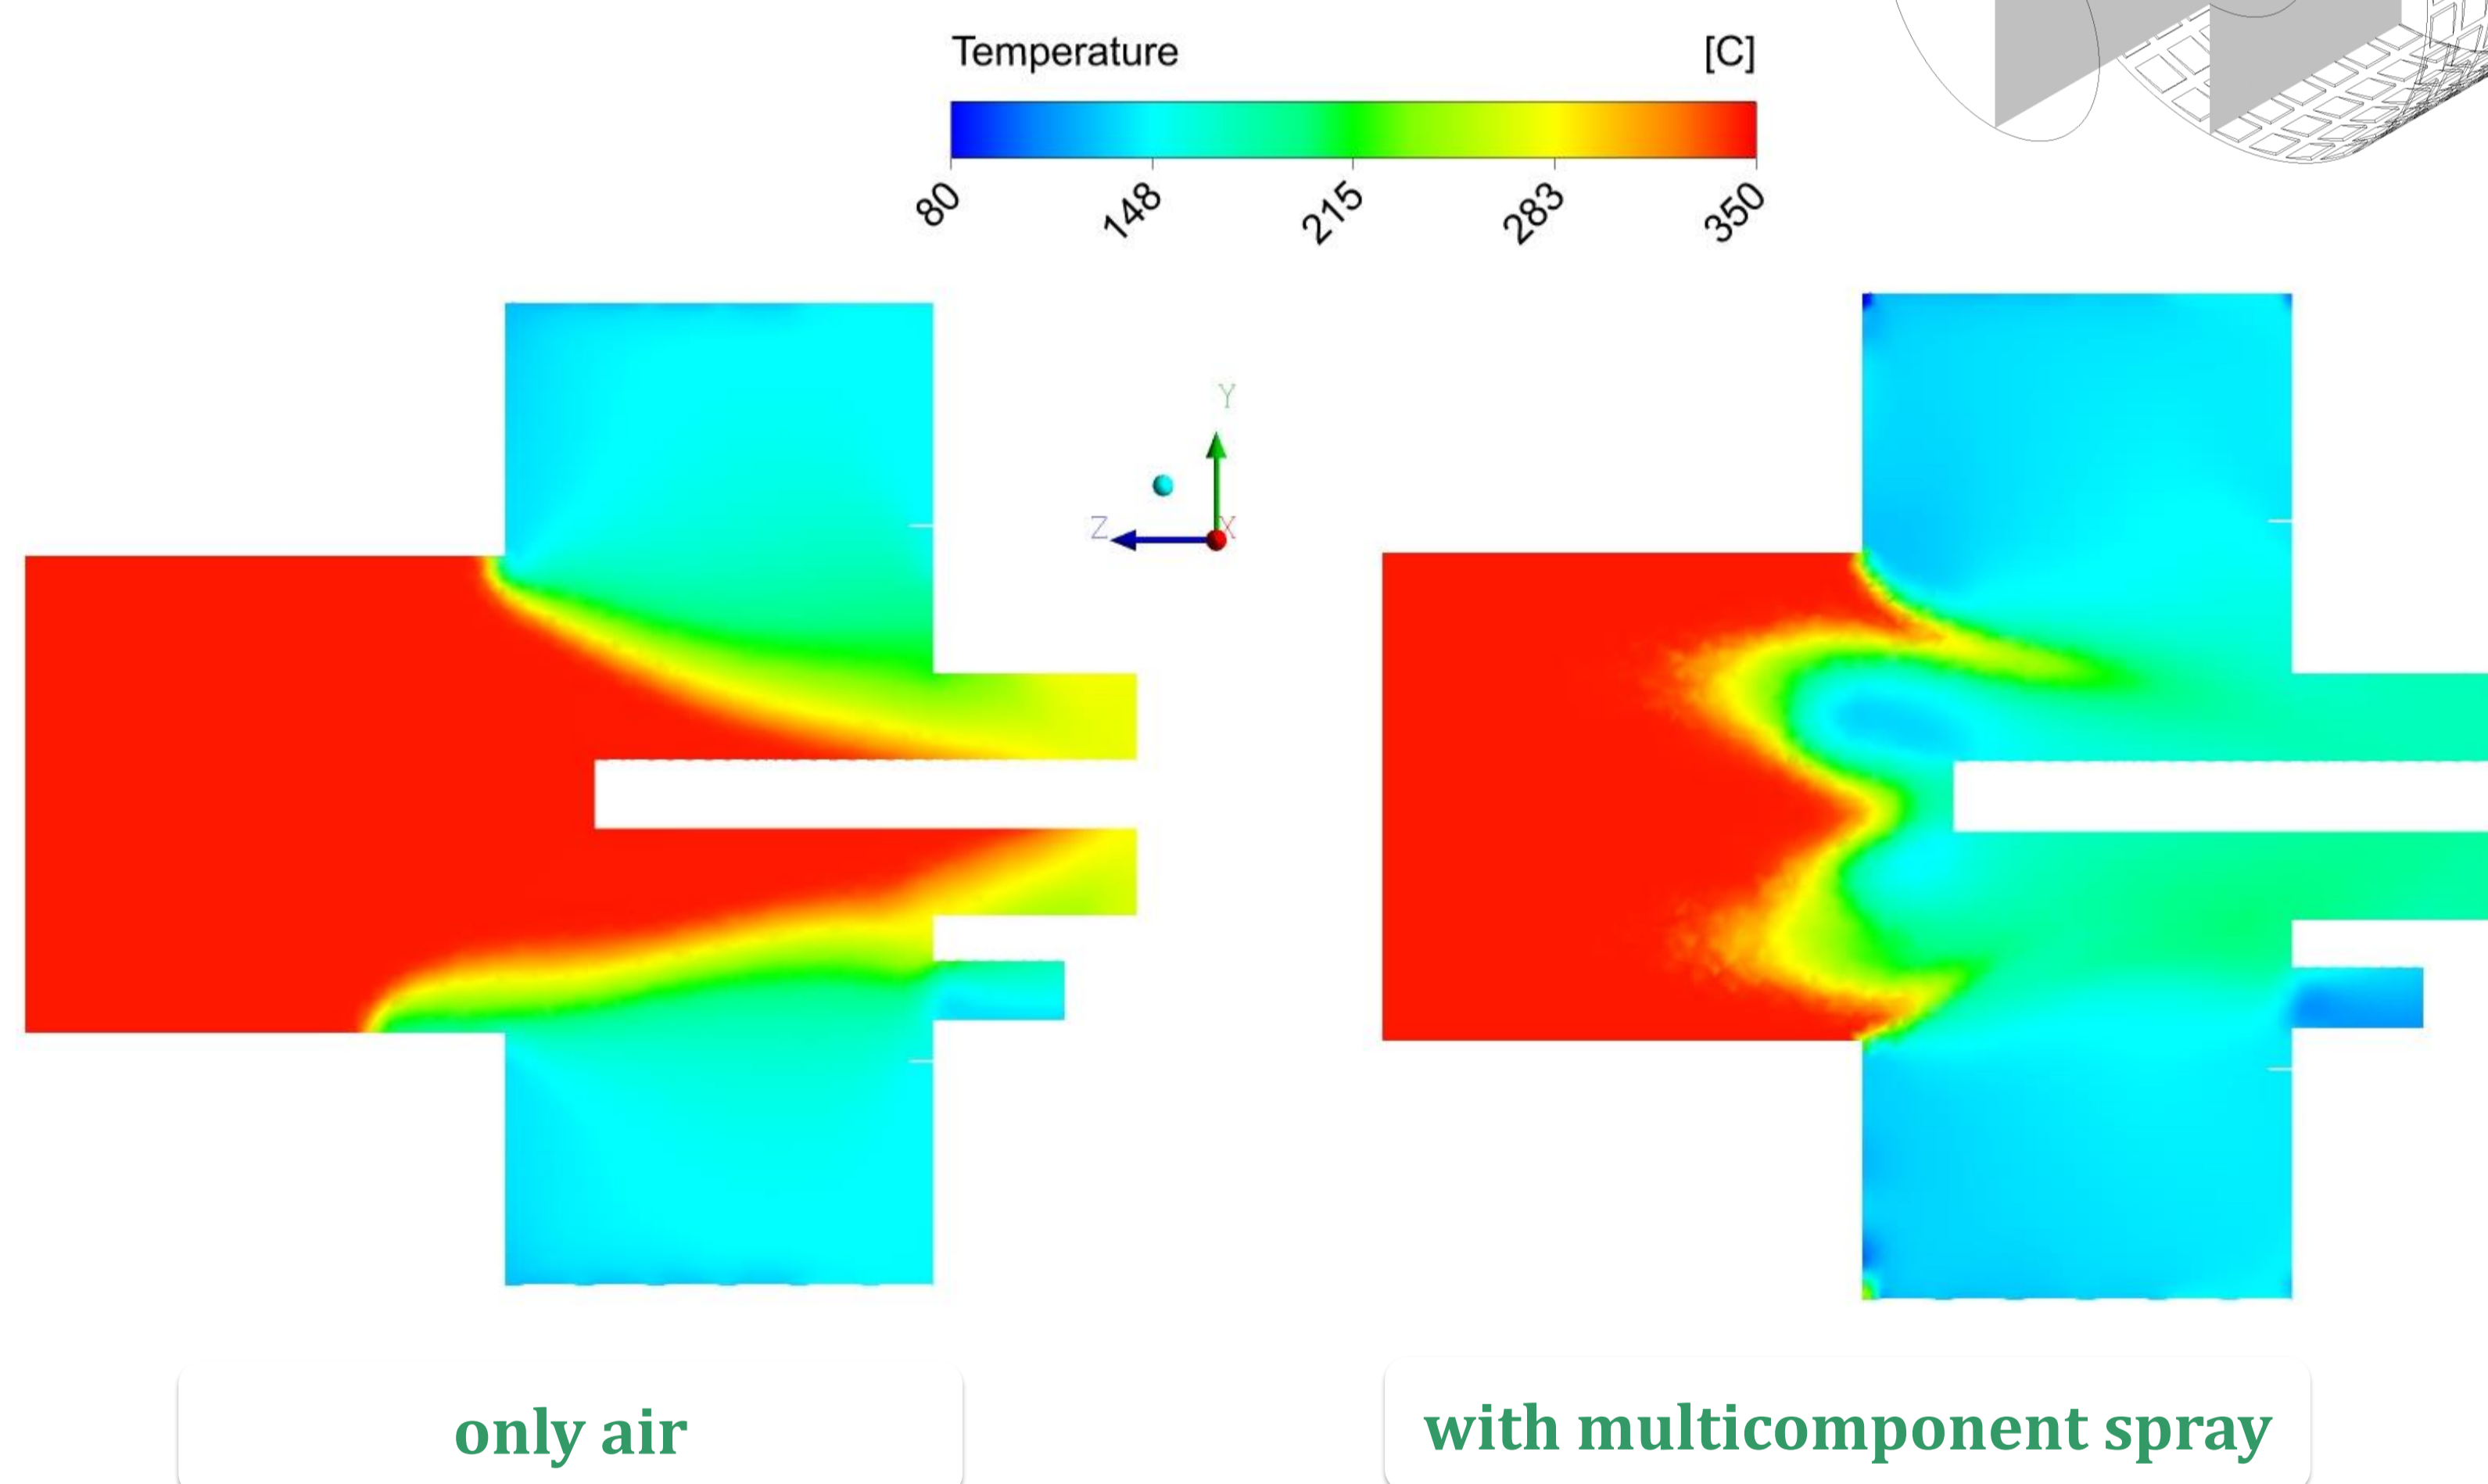 Temperature [C]
80 148 215 283 350
Y
Z X
only air
with multicomponent spray